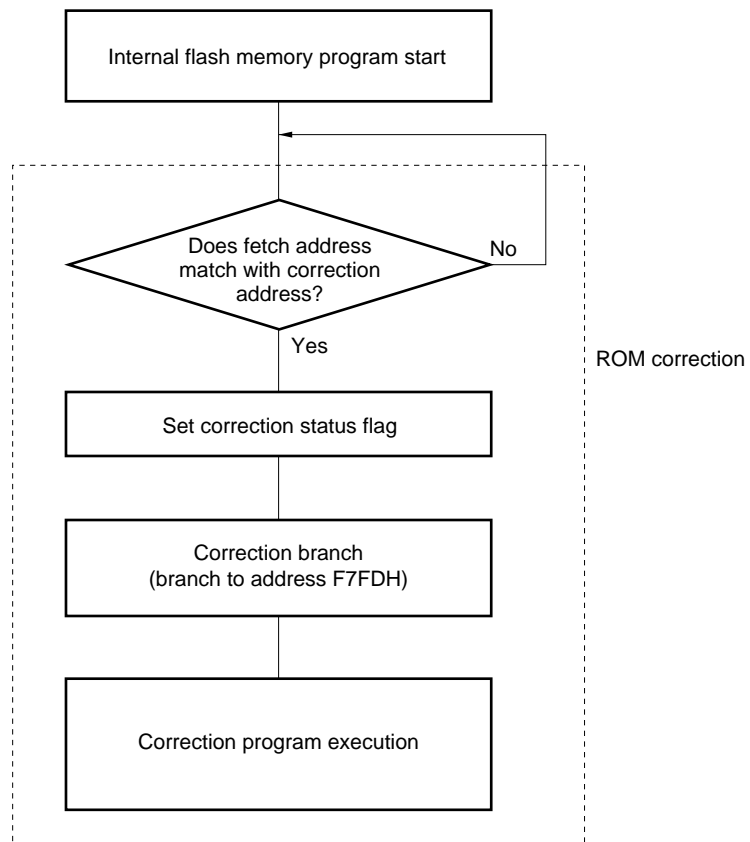 Internal flash memory program start
Does fetch address
match with correction
address?
No
Yes
ROM correction
Set correction status flag
Correction branch
(branch to address F7FDH)
Correction program execution